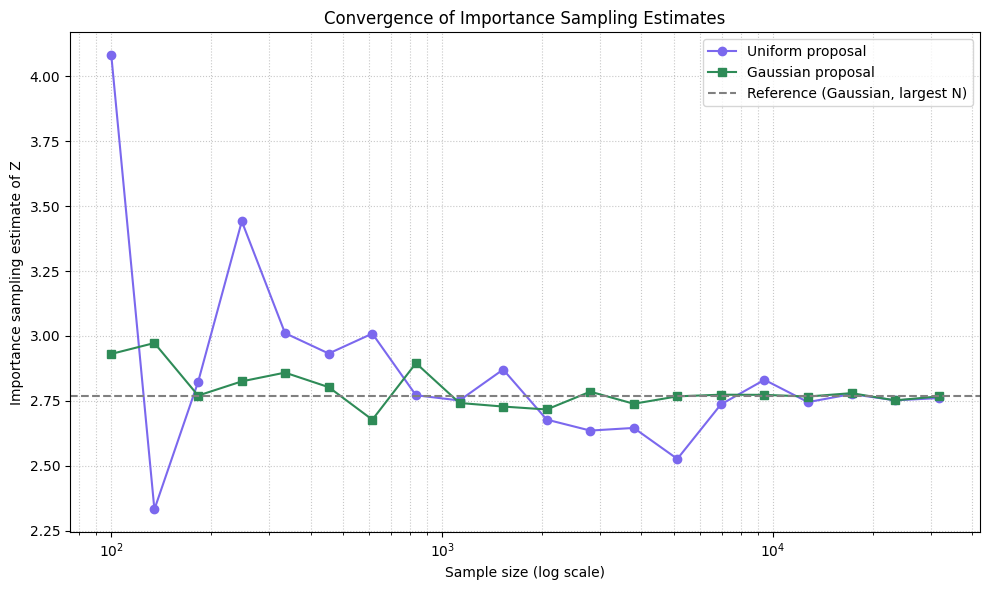 Convergence of Importance Sampling Estimates
Uniform proposal
Gaussian proposal
Reference (Gaussian, largest N)
Importance sampling estimate of Z
4.00
3.75
3.50
3.25
3.00
2.75
2.50
2.25
10²
10³
10⁴
Sample size (log scale)